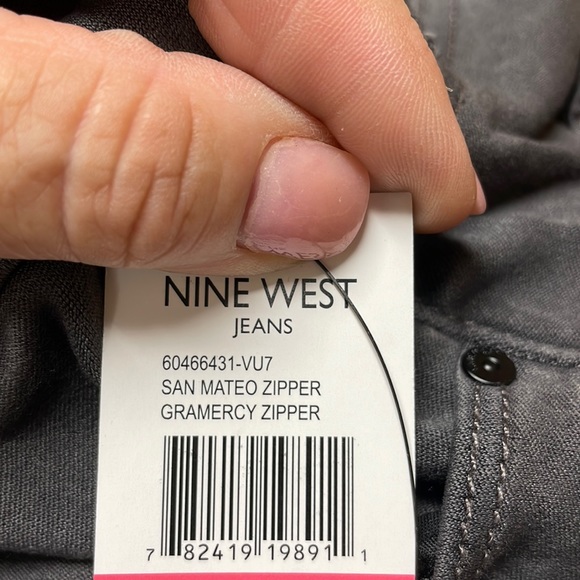 NINE WEST
JEANS
60466431-VU7
SAN MATEO ZIPPER
GRAMERCY ZIPPER
7 82419 19891 1